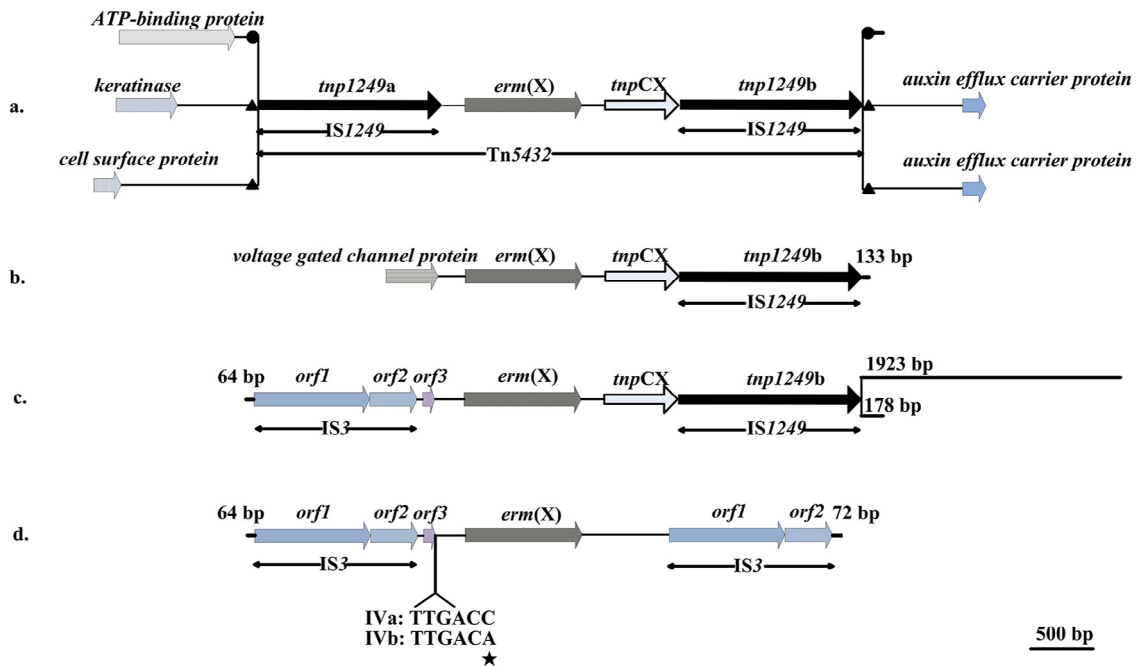 ATP-binding protein
a.
keratinase
tnp1249a
erm(X)
tnpCX
tnp1249b
auxin efflux carrier protein
IS1249
IS1249
Tn5432
cell surface protein
auxin efflux carrier protein
b.
voltage gated channel protein
erm(X)
tnpCX
tnp1249b
133 bp
IS1249
c.
64 bp
orf1
orf2
orf3
erm(X)
tnpCX
tnp1249b
1923 bp
178 bp
IS3
IS1249
d.
64 bp
orf1
orf2
orf3
erm(X)
orf1
orf2
72 bp
IS3
IS3
IVa: TTGACC
IVb: TTGACA
500 bp